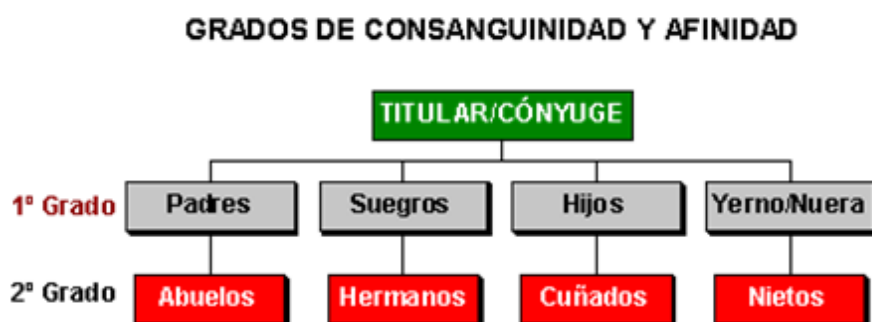 GRADOS DE CONSANGUINIDAD Y AFINIDAD
TITULAR/CÓNYUGE
1º Grado Padres Suegros Hijos Yerno/Nuera
2º Grado Abuelos Hermanos Cuñados Nietos